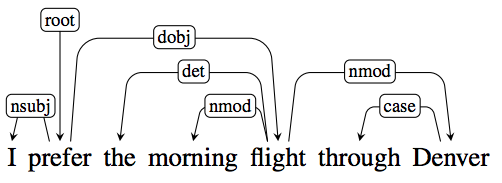 root
dobj
det
nmod
nsubj
nmod
case
I prefer the morning flight through Denver